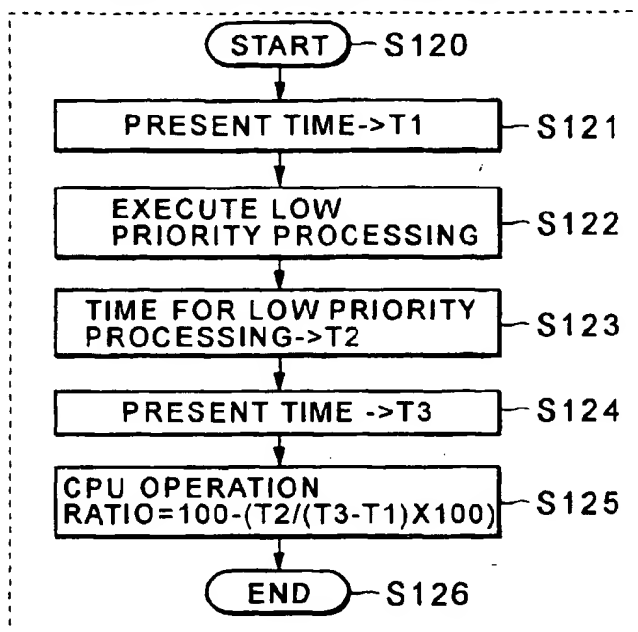 START S120
PRESENT TIME->T1 S121
EXECUTE LOW
PRIORITY PROCESSING S122
TIME FOR LOW PRIORITY
PROCESSING->T2 S123
PRESENT TIME ->T3 S124
CPU OPERATION
RATIO=100-(T2/(T3-T1)X100) S125
END S126